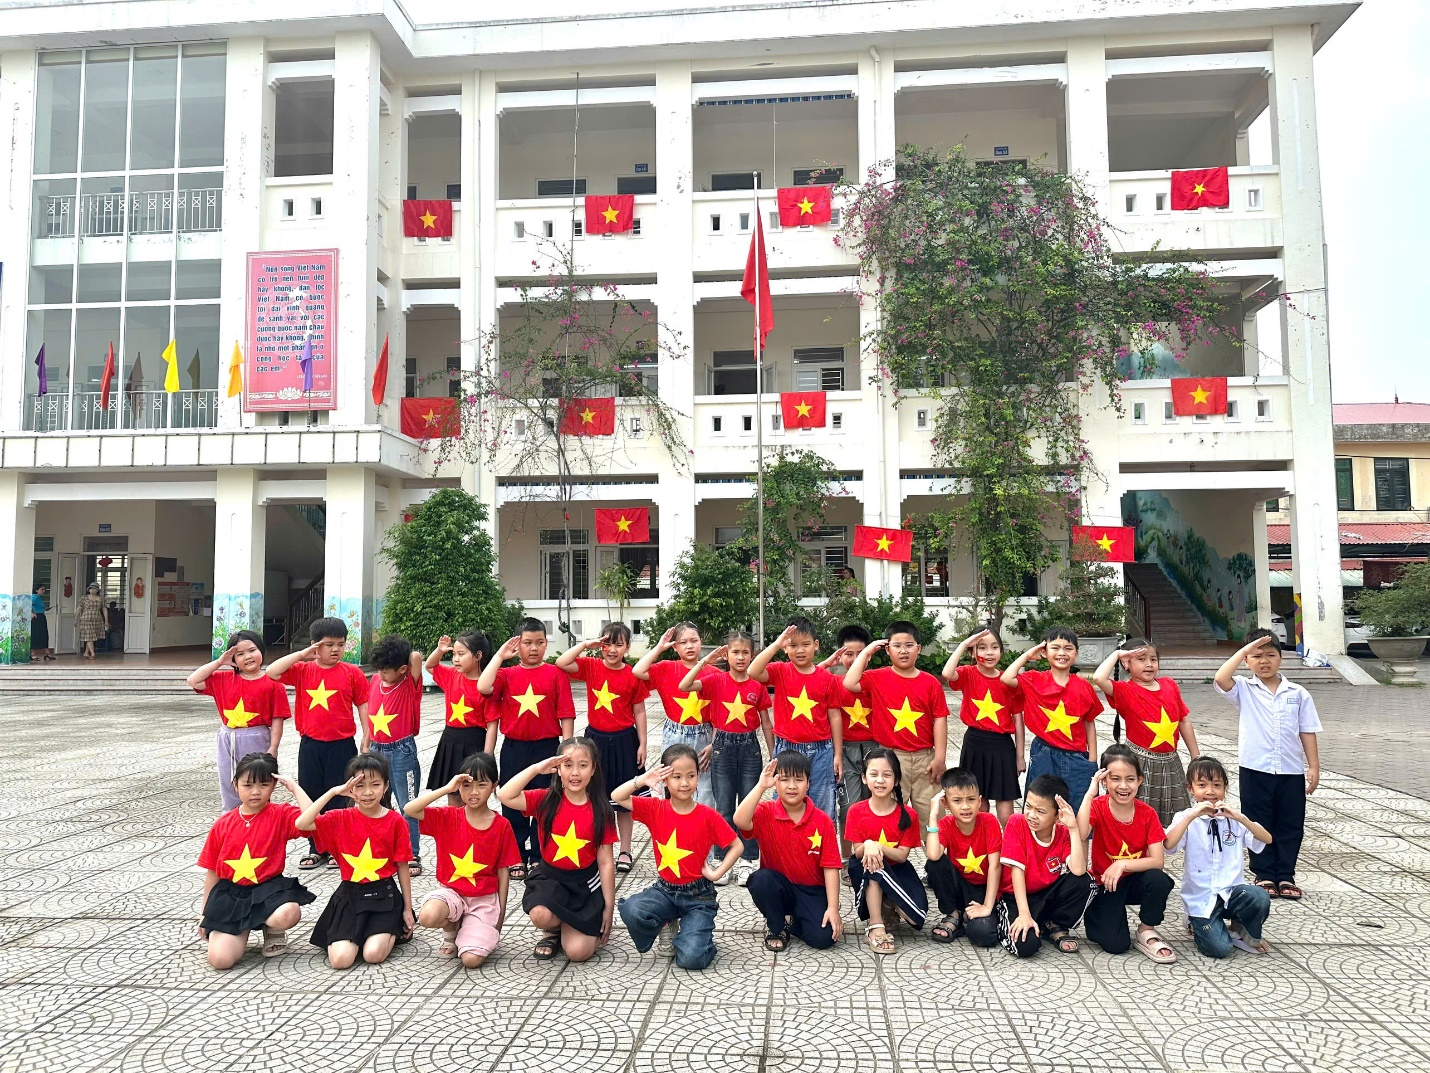 "Non sông Việt Nam
có trở nên tươi đẹp
hay không, dân tộc
Việt Nam có bước
tới đài vinh quang
để sánh vai với các
cường quốc năm châu
được hay không, chính
là nhờ một phần lớn ở
công học tập của
các em"